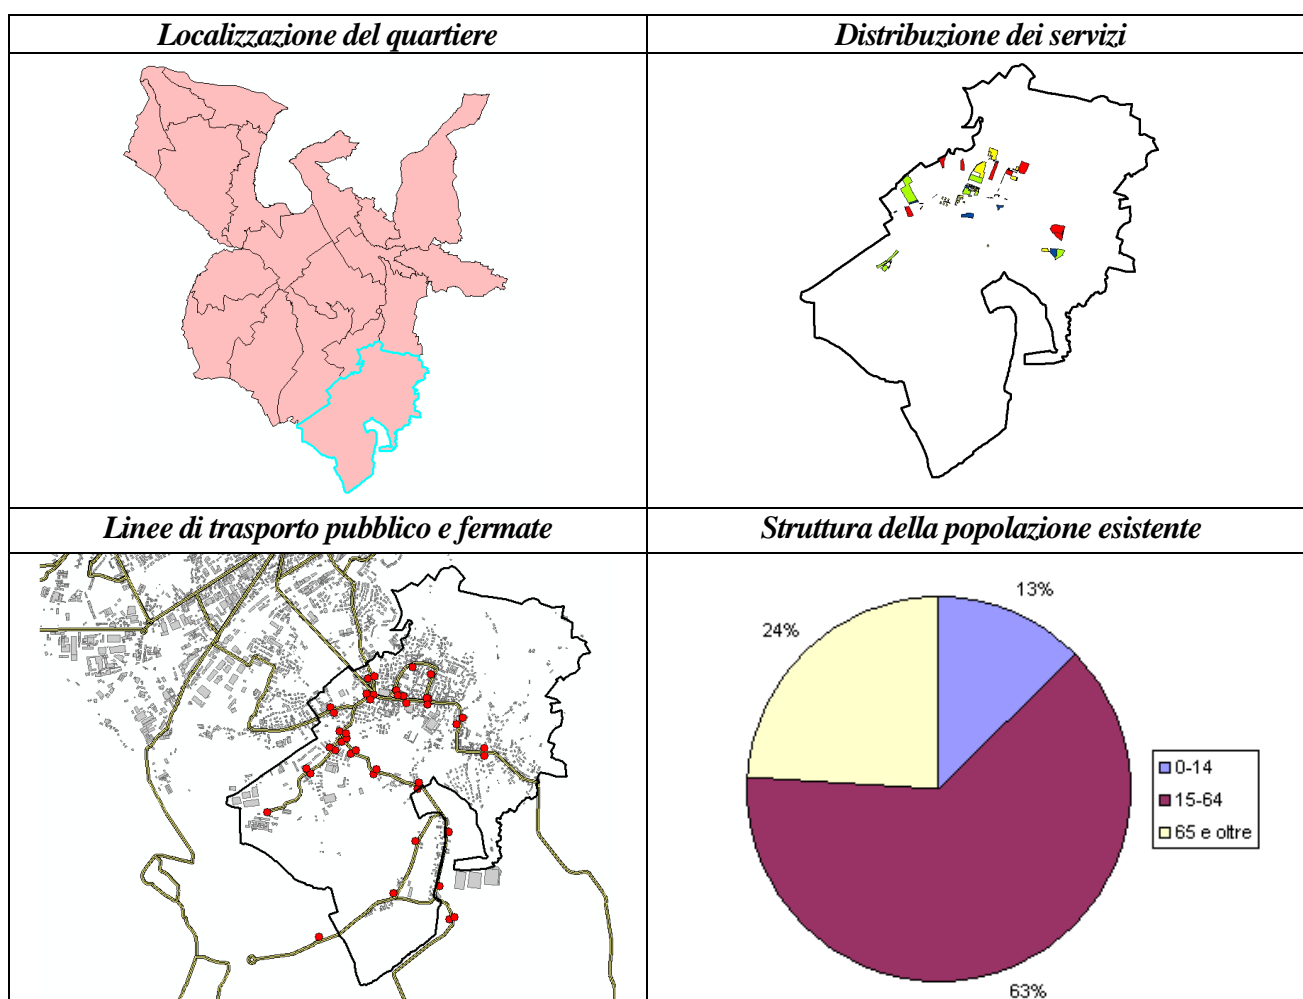 Localizzazione del quartiere
Distribuzione dei servizi
Linee di trasporto pubblico e fermate
Struttura della popolazione esistente
13%
24%
0-14
15-64
65 e oltre
63%